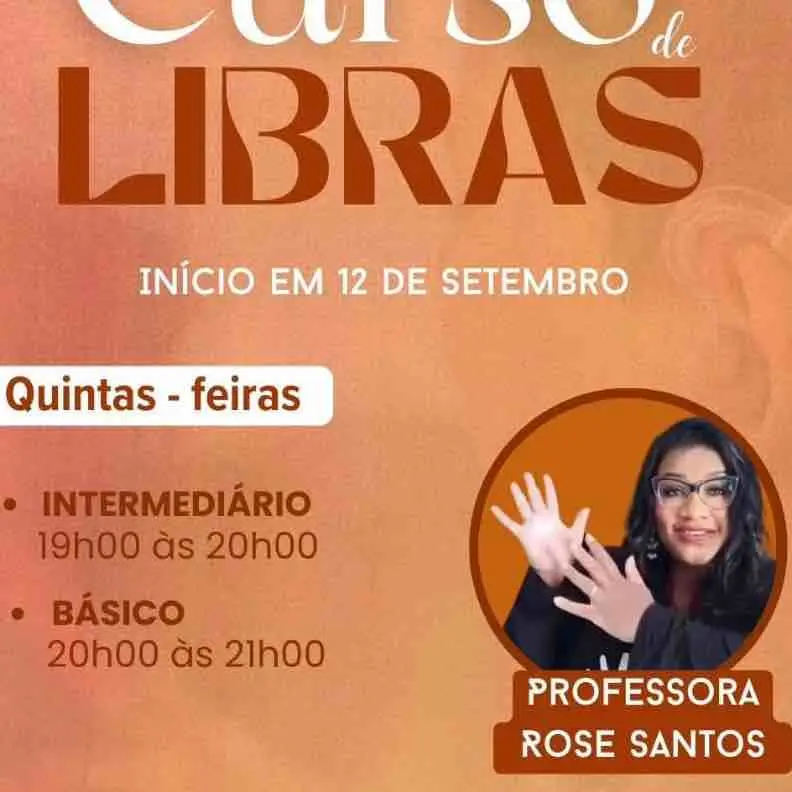 Curso
de
LIBRAS
INÍCIO EM 12 DE SETEMBRO
Quintas - feiras
• INTERMEDIÁRIO
19h00 às 20h00
• BÁSICO
20h00 às 21h00
PROFESSORA
ROSE SANTOS